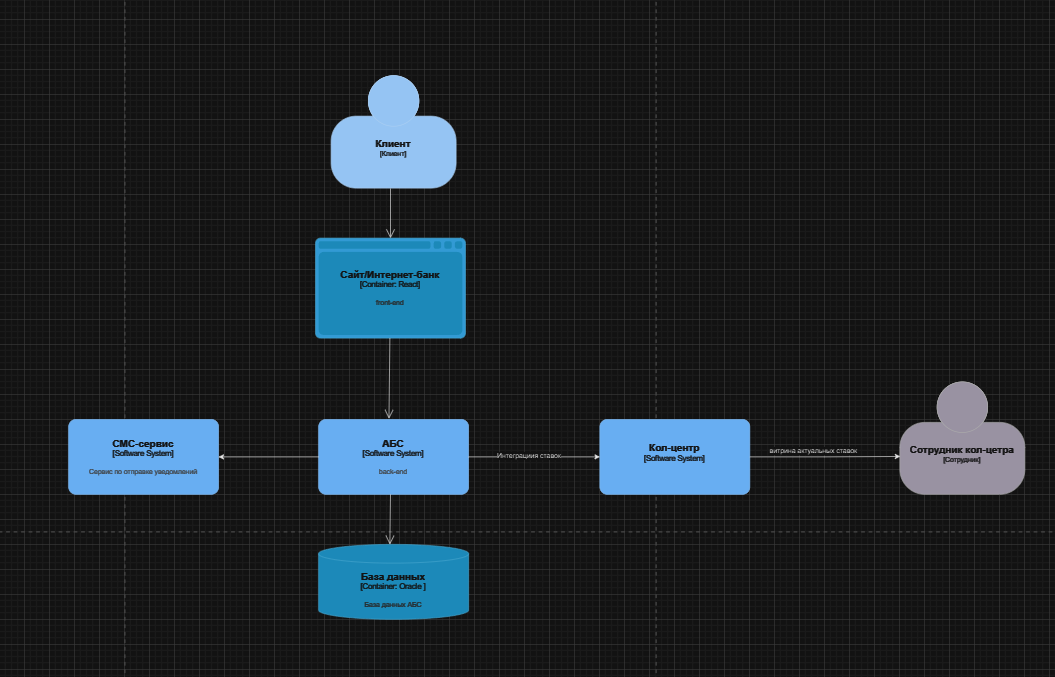 Клиент
[Клиент]
Сайт/Интернет-банк
[Container: React]
front-end
СМС-сервис
[Software System]
Сервис по отправке уведомлений
АБС
[Software System]
back-end
Интеграциия ставок
Кол-центр
[Software System]
витрина актуальных ставок
Сотрудник кол-цетра
[Сотрудник]
База данных
[Container: Oracle ]
База данных АБС